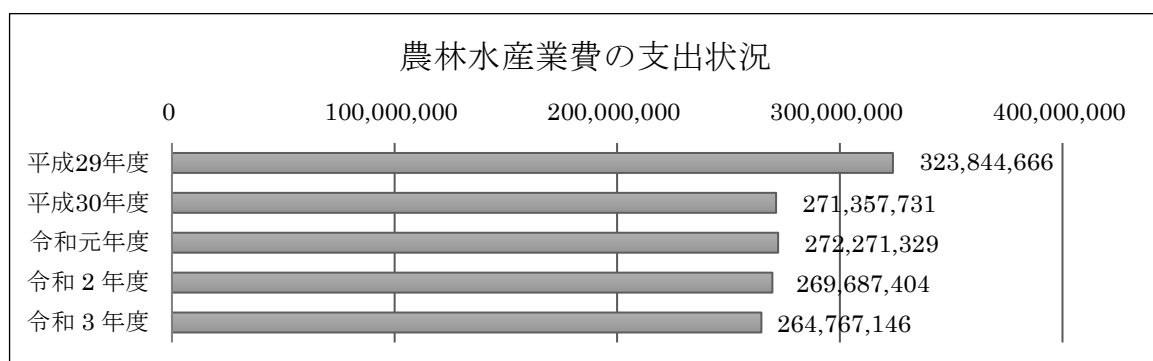 農林水産業費の支出状況
0 100,000,000 200,000,000 300,000,000 400,000,000
平成29年度 323,844,666
平成30年度 271,357,731
令和元年度 272,271,329
令和２年度 269,687,404
令和３年度 264,767,146